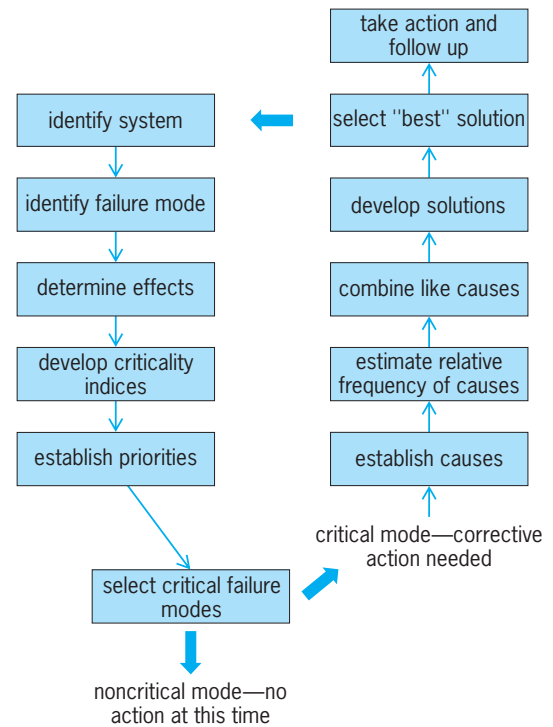 identify system
identify failure mode
determine effects
develop criticality
indices
establish priorities
select critical failure
modes
noncritical mode—no
action at this time
critical mode—corrective
action needed
establish causes
estimate relative
frequency of causes
combine like causes
develop solutions
select "best" solution
take action and
follow up